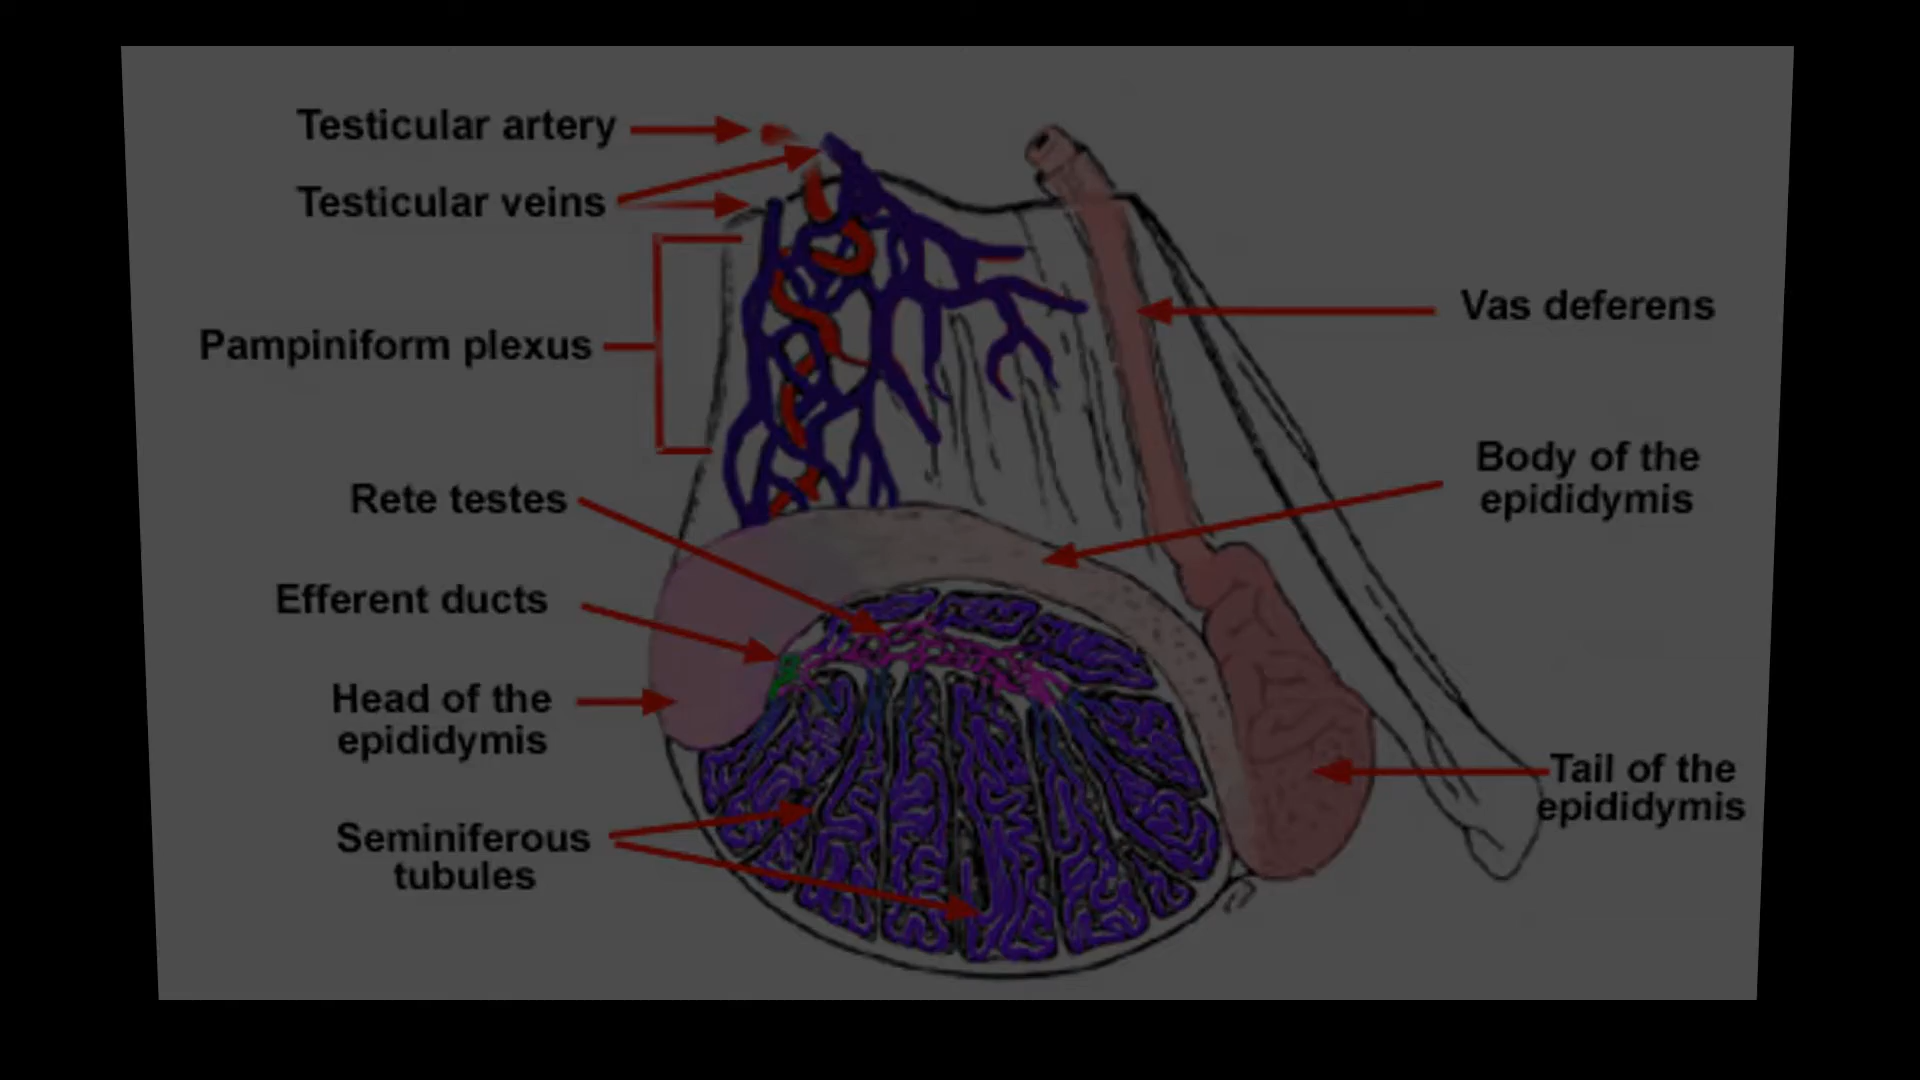 Testicular artery
Testicular veins
Pampiniform plexus
Rete testes
Efferent ducts
Head of the
epididymis
Seminiferous
tubules
Vas deferens
Body of the
epididymis
Tail of the
epididymis